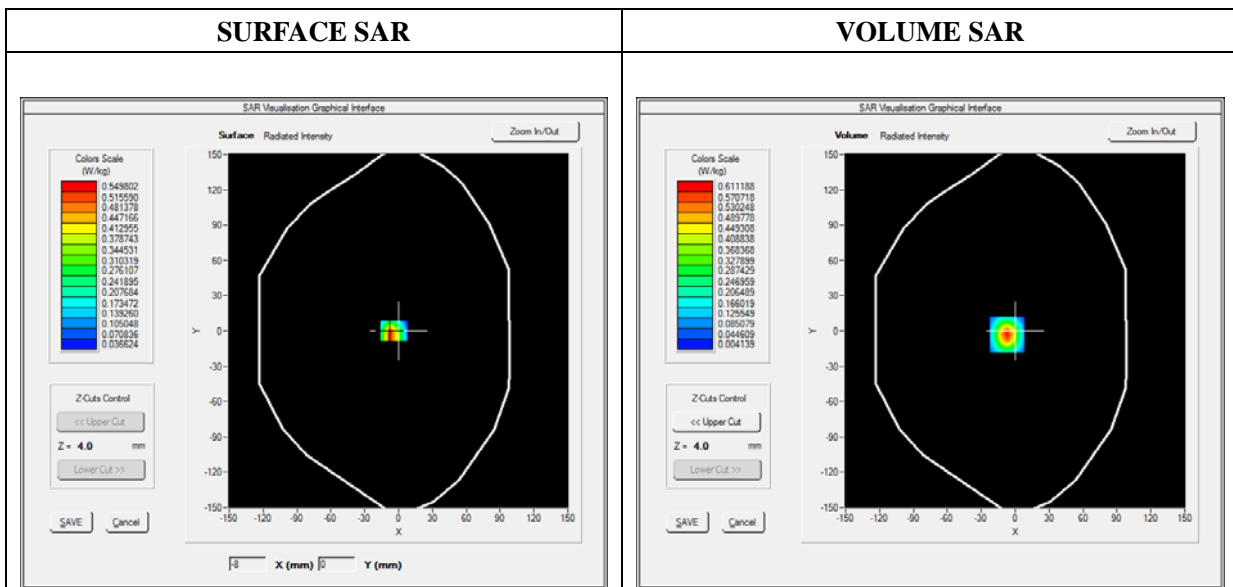 SURFACE SAR
VOLUME SAR
SAR Visualisation Graphical Interface
Surface Radiated Intensity
Zoom In/Out
Colors Scale
(W/kg)
0.549802
0.515590
0.481378
0.447166
0.412955
0.378743
0.344531
0.310319
0.276107
0.241895
0.207684
0.173472
0.139260
0.105048
0.070836
0.036624
Z-Cuts Control
<< Upper Cut
Z = 4.0 mm
Lower Cut >>
SAVE
Cancel
150
120
90
60
30
0
-30
-60
-90
-120
-150
Y
-150 -120 -90 -60 -30 0 30 60 90 120 150
X
-8 X (mm) 0 Y (mm)
SAR Visualisation Graphical Interface
Volume Radiated Intensity
Zoom In/Out
Colors Scale
(W/kg)
0.611188
0.570718
0.530248
0.489778
0.449308
0.408838
0.368368
0.327899
0.287429
0.246959
0.206489
0.166019
0.125549
0.085079
0.044609
0.004139
Z-Cuts Control
<< Upper Cut
Z = 4.0 mm
Lower Cut >>
SAVE
Cancel
150
120
90
60
30
0
-30
-60
-90
-120
-150
Y
-150 -120 -90 -60 -30 0 30 60 90 120 150
X